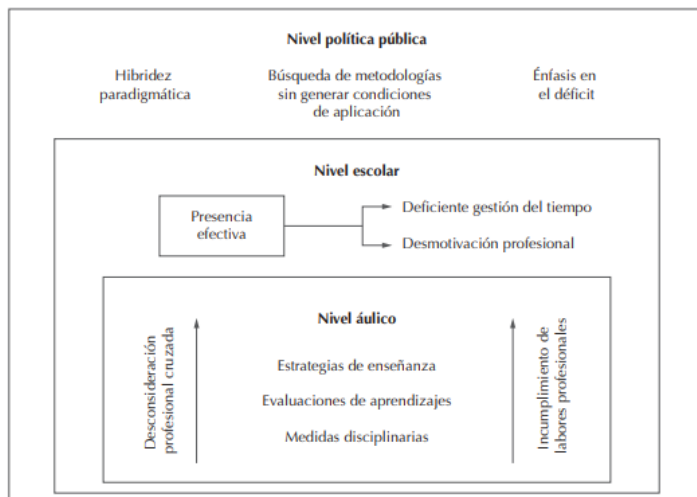 Nivel política pública
Hibridez
paradigmática
Búsqueda de metodologías
sin generar condiciones
de aplicación
Énfasis en
el déficit
Nivel escolar
Presencia
efectiva
Deficiente gestión del tiempo
Desmotivación profesional
Nivel áulico
Desconsideración
profesional cruzada
Estrategias de enseñanza
Evaluaciones de aprendizajes
Medidas disciplinarias
Incumplimiento de
labores profesionales